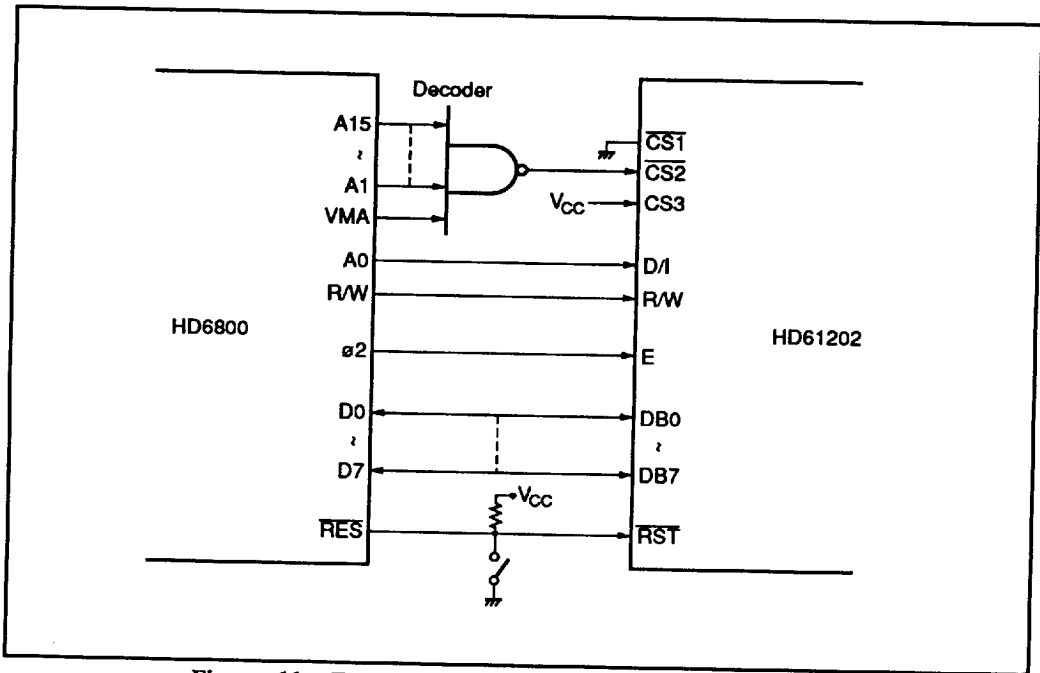 Decoder
A15
~
A1
VMA
A0
R/W
HD6800
ø2
D0
~
D7
RES
VCC
VCC
CS1
CS2
CS3
D/I
R/W
HD61202
E
DB0
~
DB7
RST